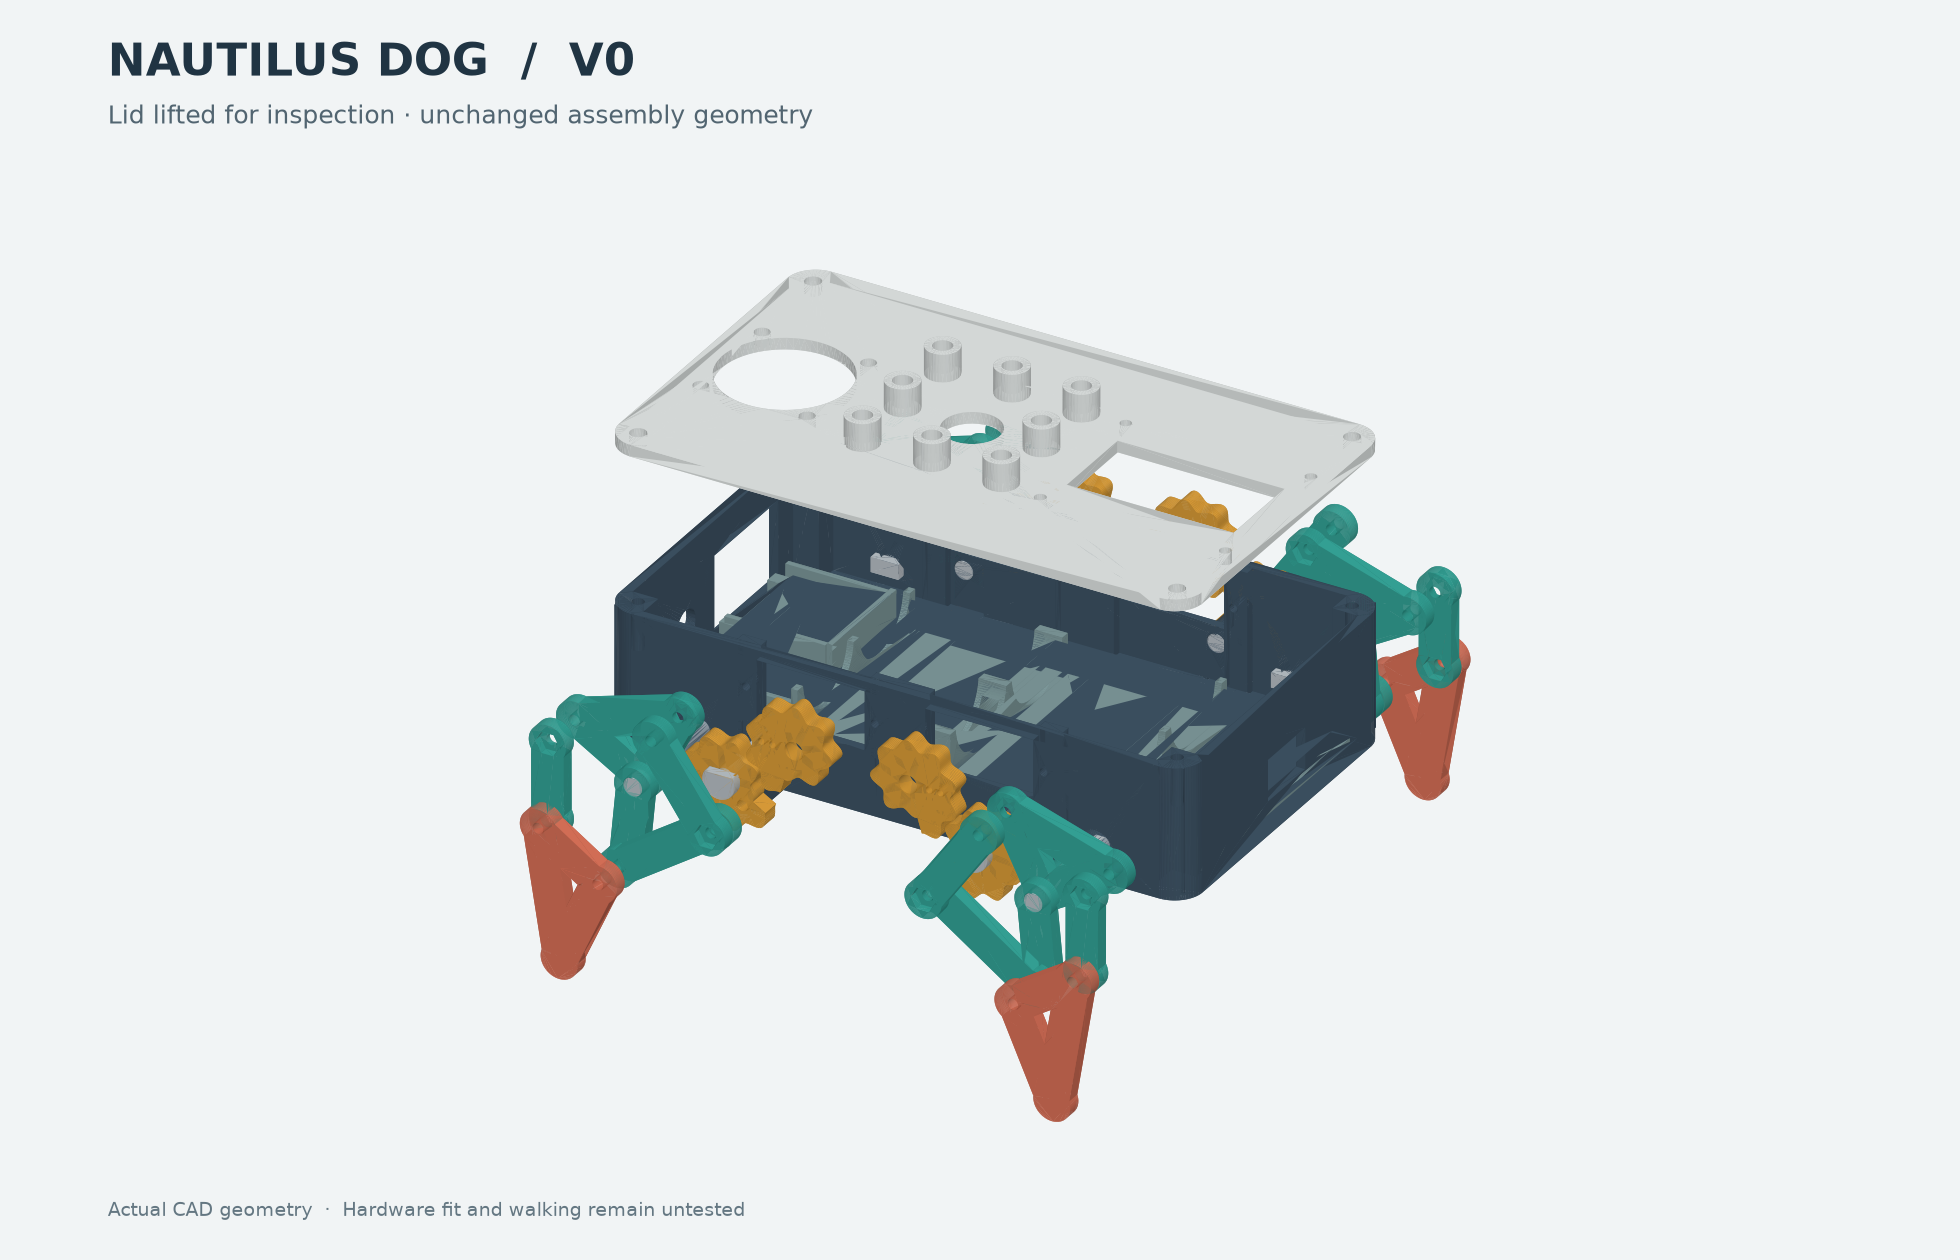 NAUTILUS DOG / V0
Lid lifted for inspection · unchanged assembly geometry
Actual CAD geometry · Hardware fit and walking remain untested